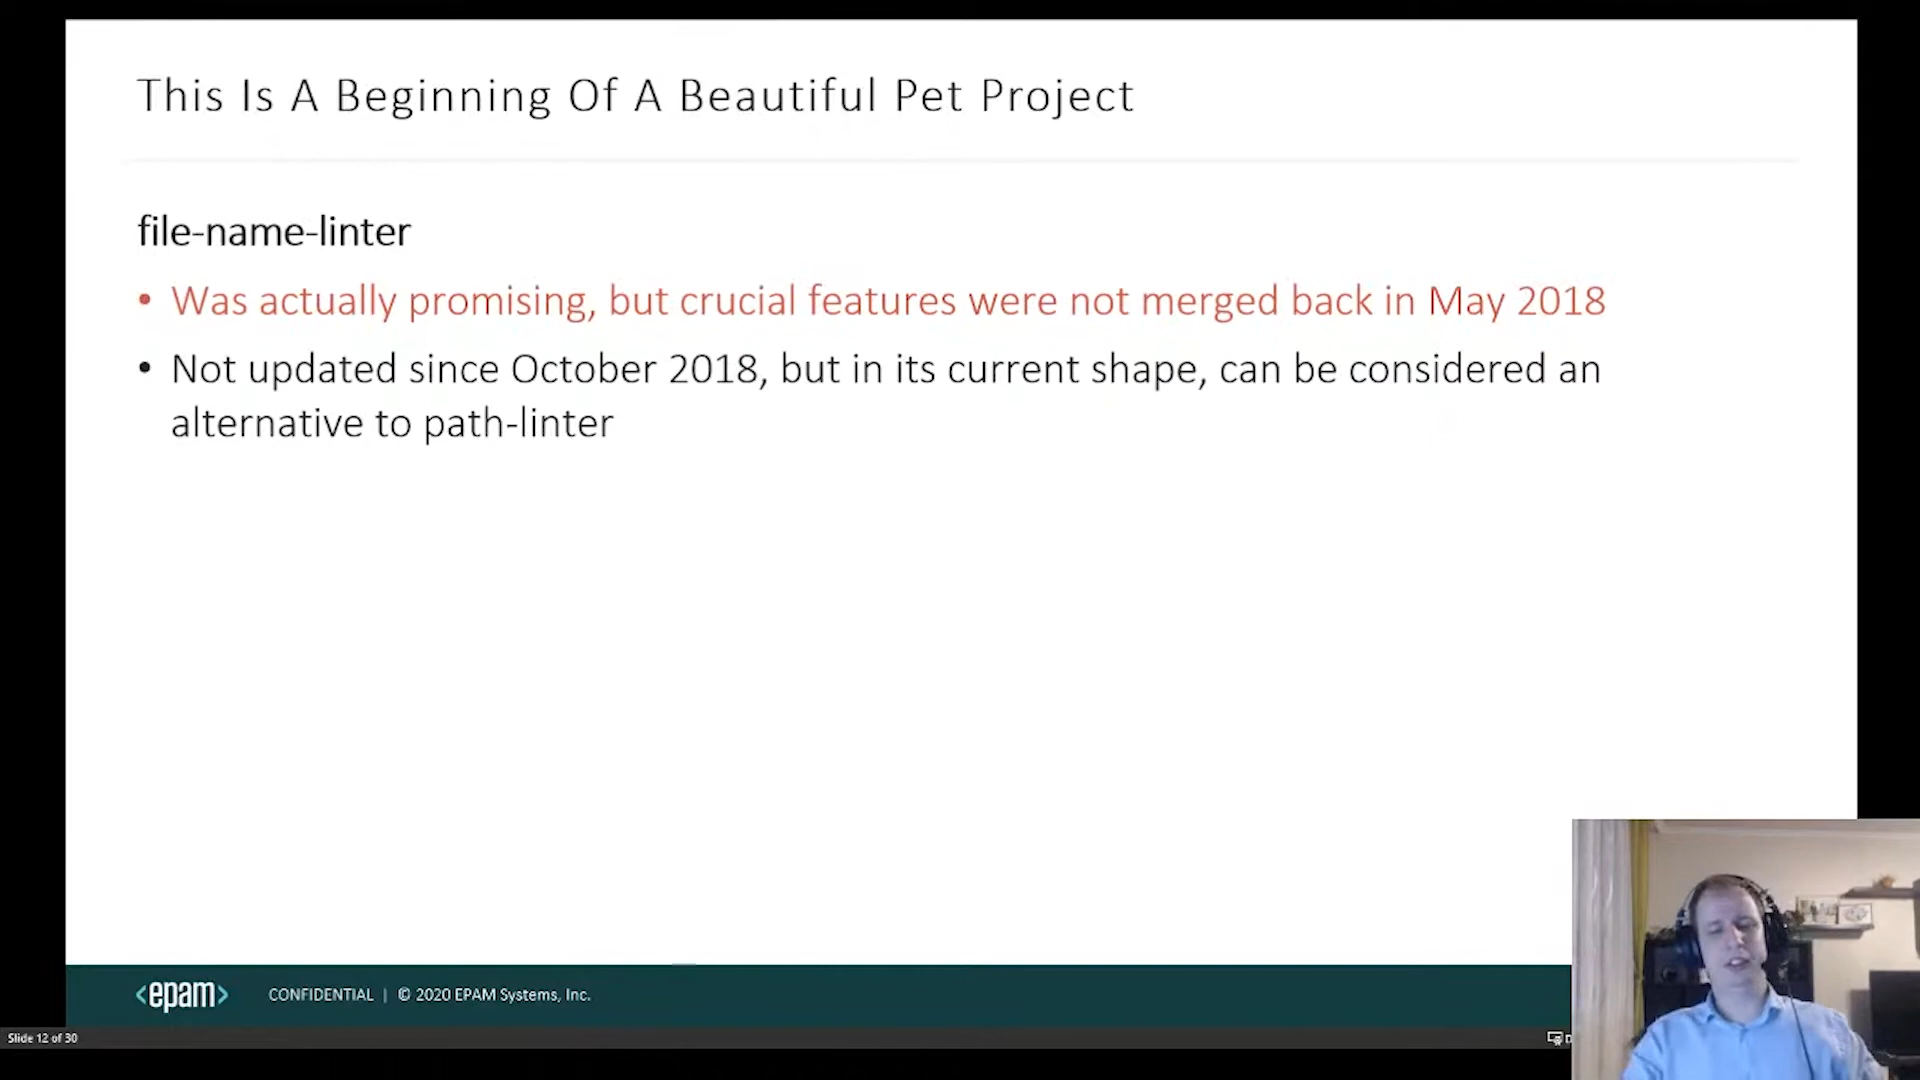 This Is A Beginning Of A Beautiful Pet Project
file-name-linter
• Was actually promising, but crucial features were not merged back in May 2018
• Not updated since October 2018, but in its current shape, can be considered an
alternative to path-linter
<epam> CONFIDENTIAL | © 2020 EPAM Systems, Inc.
Slide 12 of 30